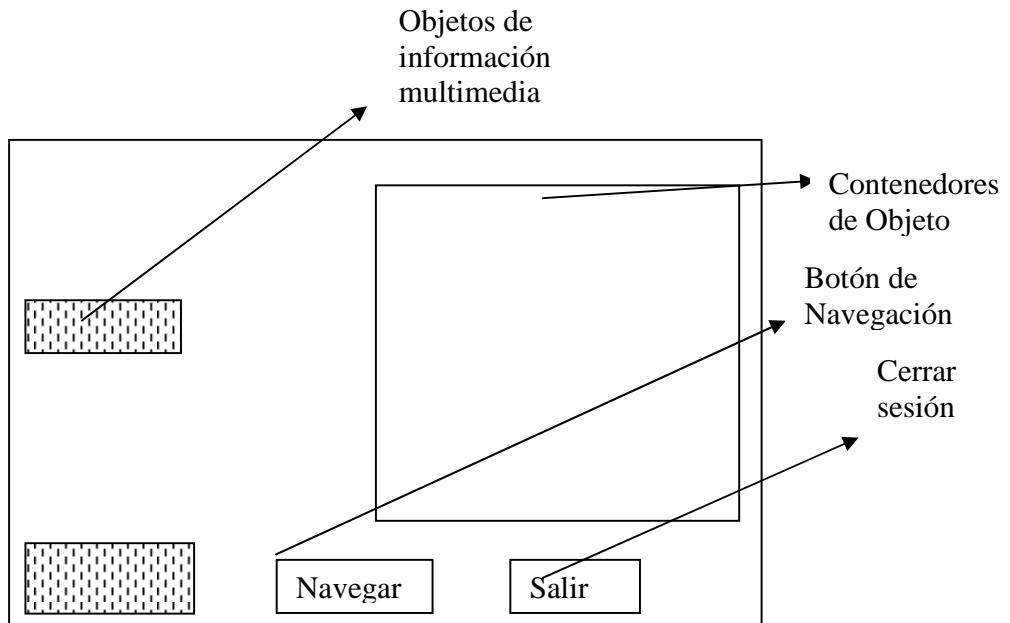 Objetos de
información
multimedia
Contenedores
de Objeto
Botón de
Navegación
Cerrar
sesión
Navegar
Salir